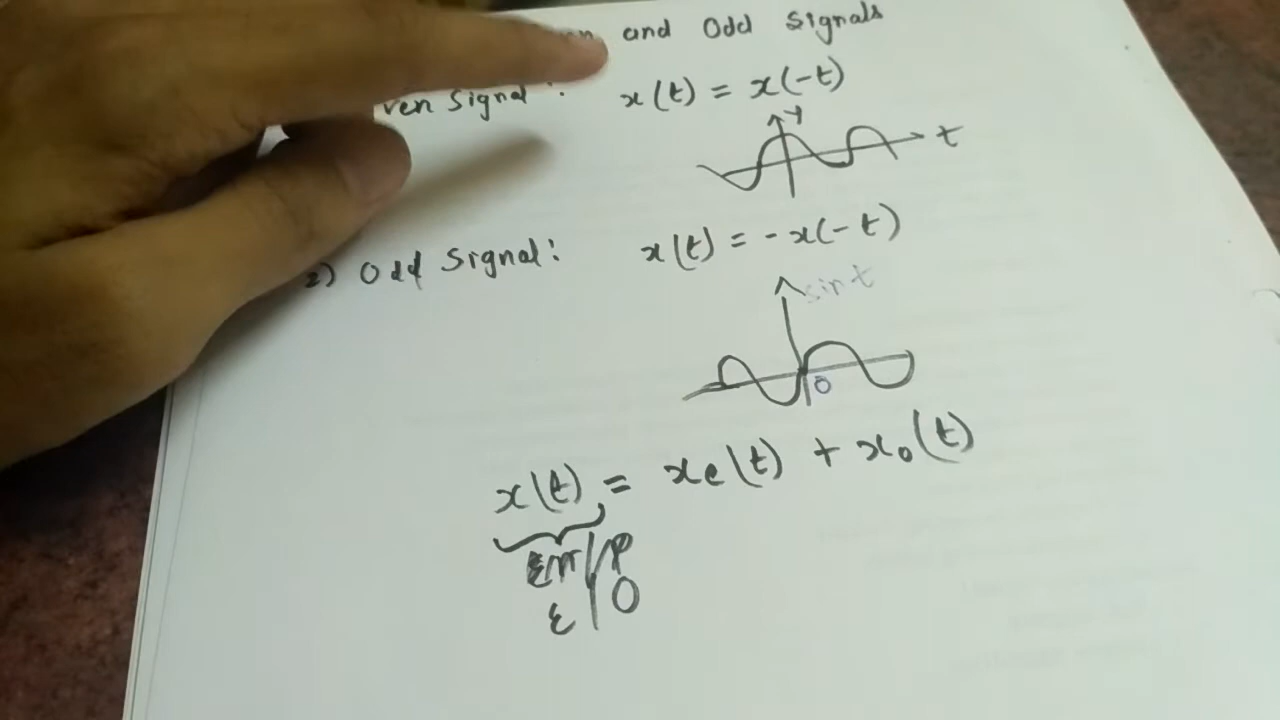 and Odd Signals
ven Signal : x(t) = x(-t)
y
t
2) Odd Signal: x(t) = -x(-t)
sin t
0
x(t) = xe(t) + xo(t)
E | O